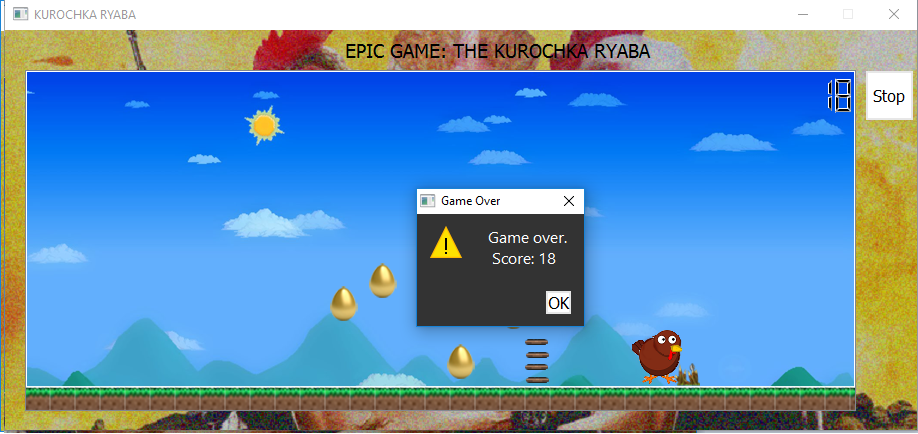 KUROCHKA RYABA
EPIC GAME: THE KUROCHKA RYABA
18
Stop
Game Over
Game over.
Score: 18
OK